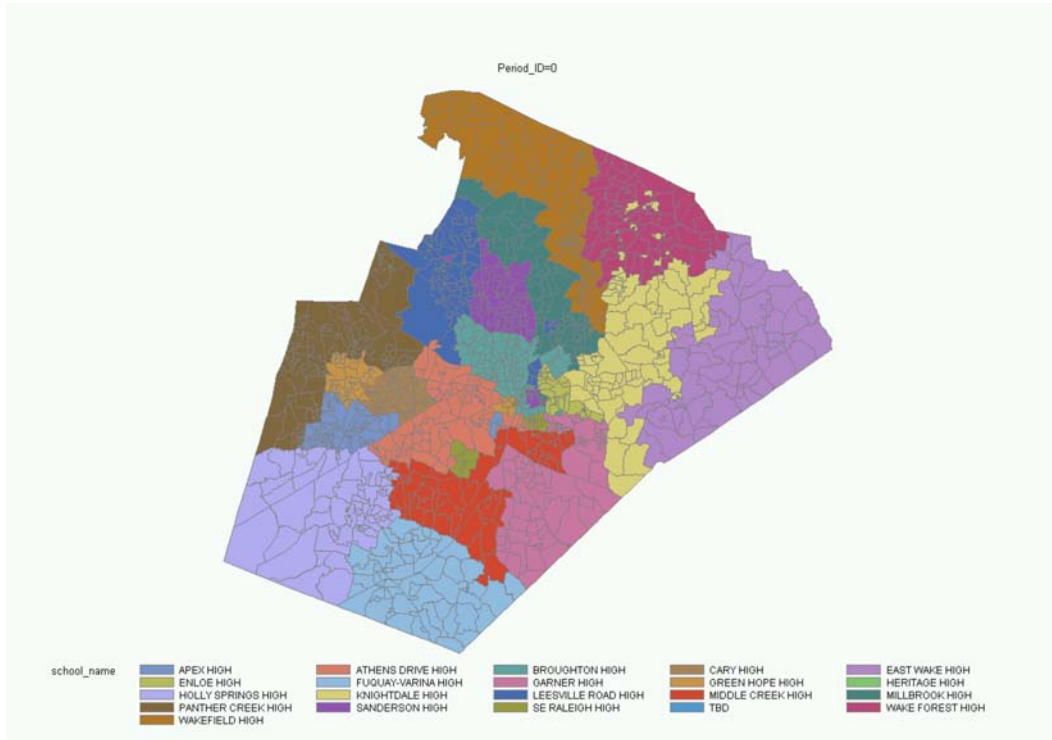 Period_ID=0
school_name
APEX HIGH ATHENS DRIVE HIGH BROUGHTON HIGH CARY HIGH EAST WAKE HIGH
ENLOE HIGH FUQUAY-VARINA HIGH GARNER HIGH GREEN HOPE HIGH HERITAGE HIGH
HOLLY SPRINGS HIGH KNIGHTDALE HIGH LEESVILLE ROAD HIGH MIDDLE CREEK HIGH MILLBROOK HIGH
PANTHER CREEK HIGH SANDERSON HIGH SE RALEIGH HIGH TBD WAKE FOREST HIGH
WAKEFIELD HIGH